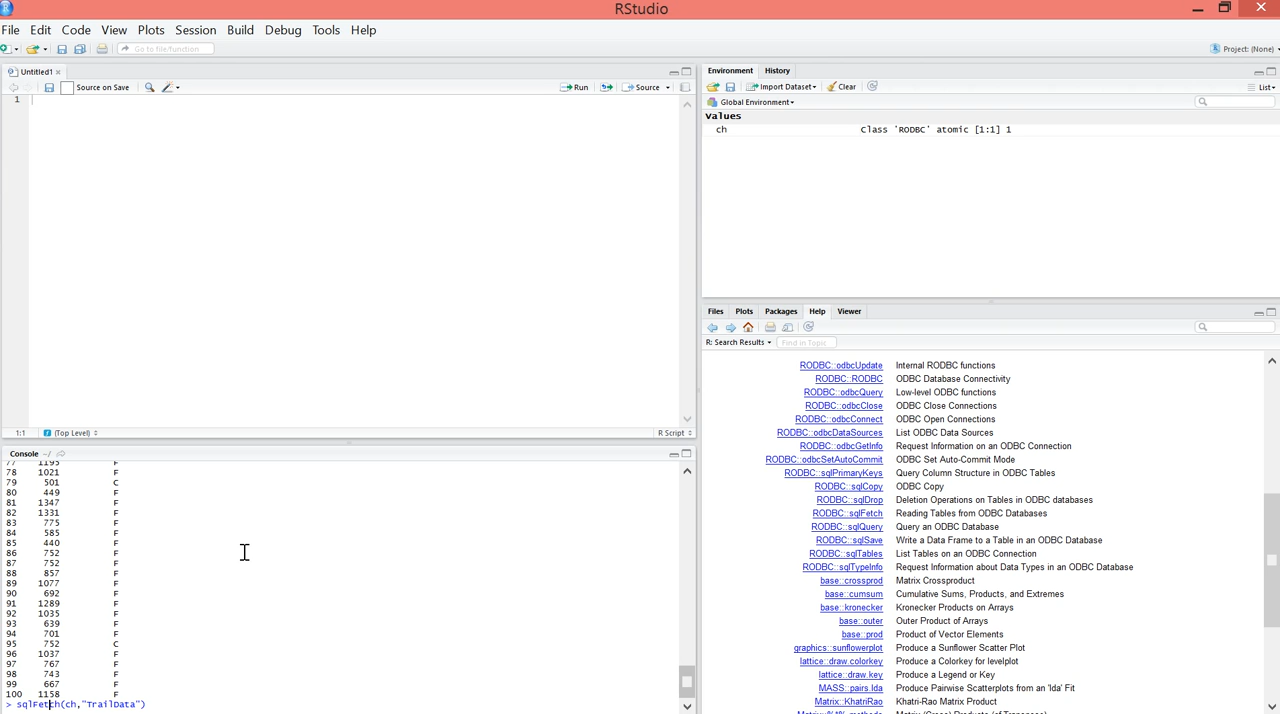 RStudio
File Edit Code View Plots Session Build Debug Tools Help
Go to file/function
Project: (None)
Untitled1
Source on Save
Run
Source
1
1:1
(Top Level)
R Script
Console ~/
77 1195 F
78 1021 F
79 501 C
80 449 F
81 1347 F
82 1331 F
83 775 F
84 585 F
85 440 F
86 752 F
87 752 F
88 857 F
89 1077 F
90 692 F
91 1289 F
92 1035 F
93 639 F
94 701 F
95 752 C
96 1037 F
97 767 F
98 743 F
99 667 F
100 1158 F
> sqlFetch(ch,"TrailData")
Environment History
Import Dataset
Clear
List
Global Environment
Values
ch Class 'RODBC' atomic [1:1] 1
Files Plots Packages Help Viewer
R: Search Results
Find in Topic
RODBC::odbcUpdate Internal RODBC functions
RODBC::RODBC ODBC Database Connectivity
RODBC::odbcQuery Low-level ODBC functions
RODBC::odbcClose ODBC Close Connections
RODBC::odbcConnect ODBC Open Connections
RODBC::odbcDataSources List ODBC Data Sources
RODBC::odbcGetInfo Request Information on an ODBC Connection
RODBC::odbcSetAutoCommit ODBC Set Auto-Commit Mode
RODBC::sqlPrimaryKeys Query Column Structure in ODBC Tables
RODBC::sqlCopy ODBC Copy
RODBC::sqlDrop Deletion Operations on Tables in ODBC databases
RODBC::sqlFetch Reading Tables from ODBC Databases
RODBC::sqlQuery Query an ODBC Database
RODBC::sqlSave Write a Data Frame to a Table in an ODBC Database
RODBC::sqlTables List Tables on an ODBC Connection
RODBC::sqlTypeInfo Request Information about Data Types in an ODBC Database
base::crossprod Matrix Crossproduct
base::cumsum Cumulative Sums, Products, and Extremes
base::kronecker Kronecker Products on Arrays
base::outer Outer Product of Arrays
base::prod Product of Vector Elements
graphics::sunflowerplot Produce a Sunflower Scatter Plot
lattice::draw.colorkey Produce a Colorkey for levelplot
lattice::draw.key Produce a Legend or Key
MASS::pairs.lda Produce Pairwise Scatterplots from an 'lda' Fit
Matrix::KhatriRao Khatri-Rao Matrix Product